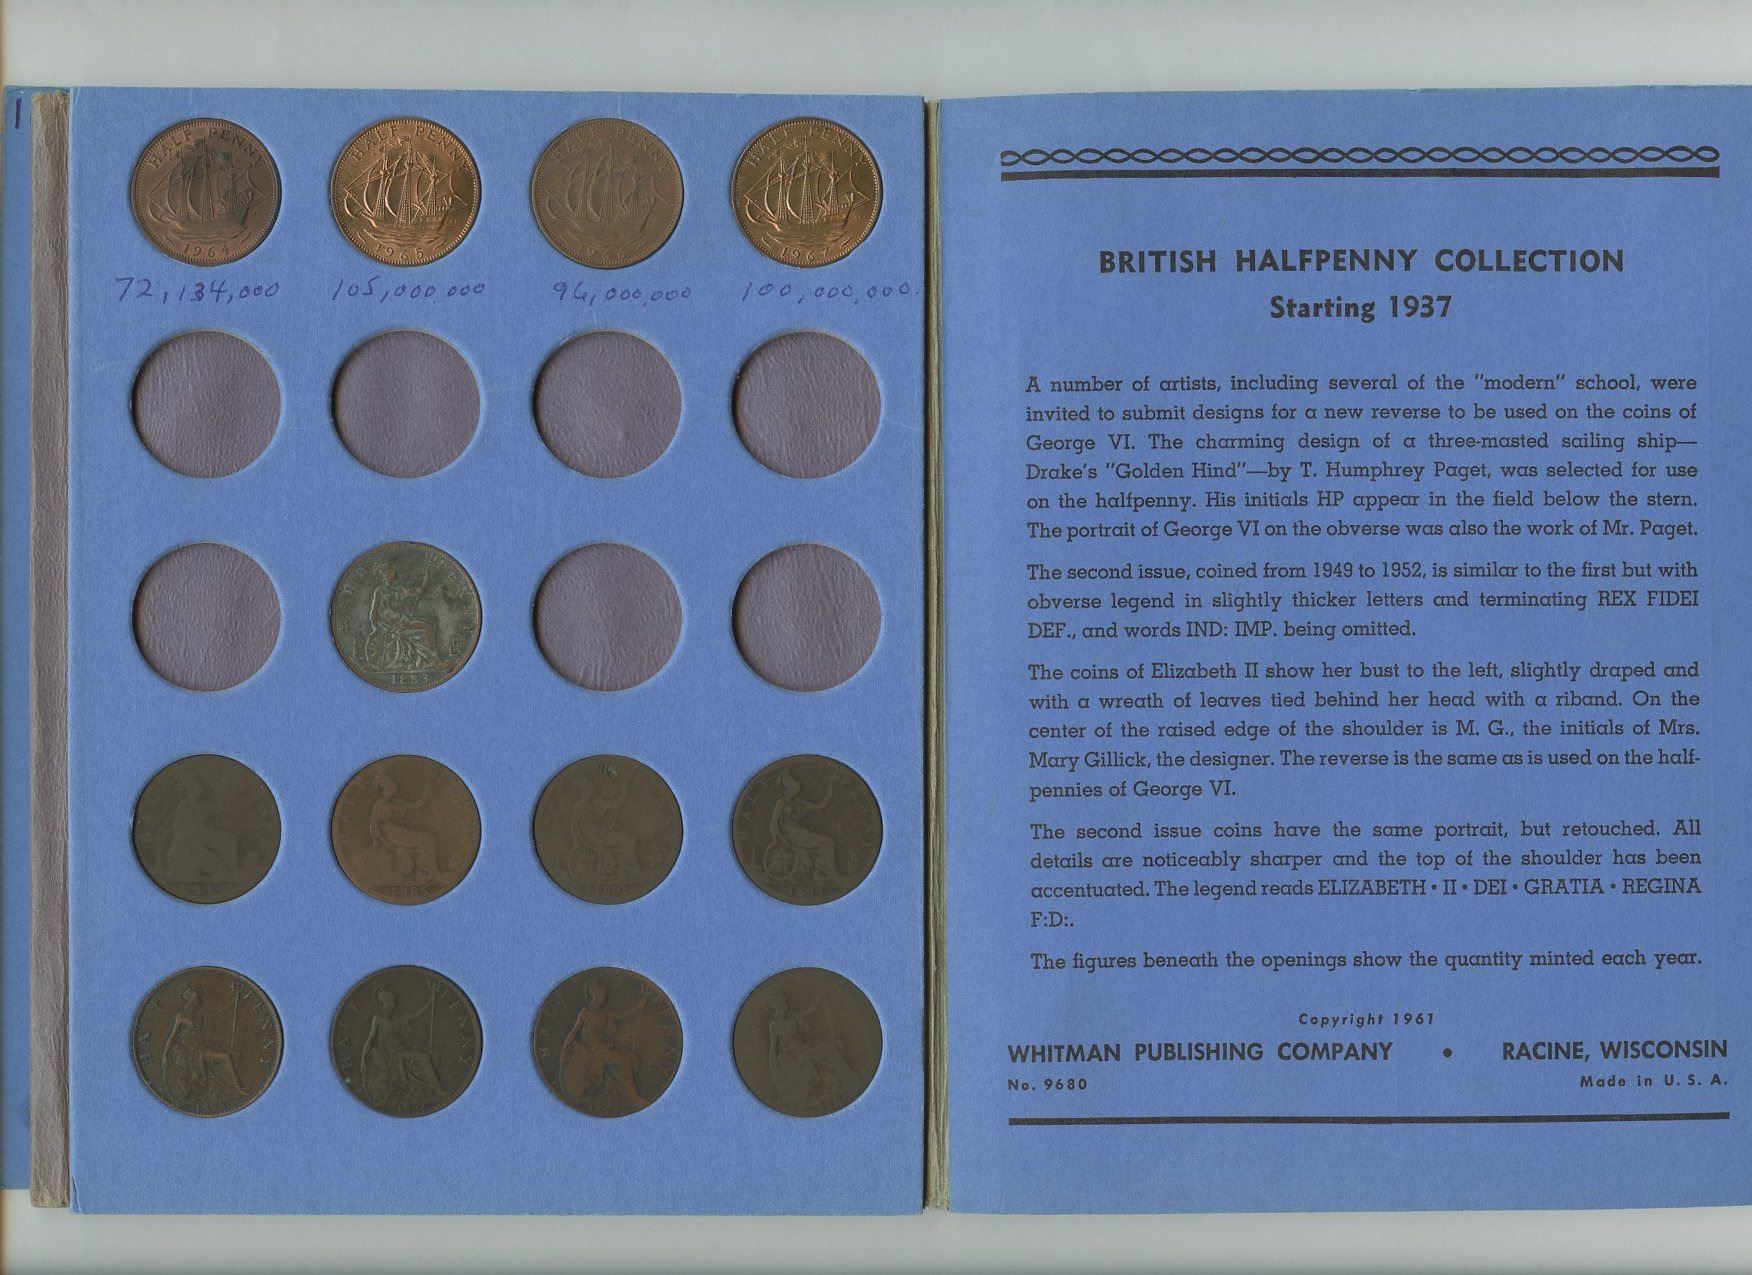 HALF PENNY
1964
HALF PENNY
1965
HALF PENNY
1966
HALF PENNY
1967
72,134,000
105,000,000
96,000,000
100,000,000.
HALF PENNY
1883
1885
1893
HALF PENNY
HALF PENNY
HALF PENNY
BRITISH HALFPENNY COLLECTION
Starting 1937
A number of artists, including several of the "modern" school, were
invited to submit designs for a new reverse to be used on the coins of
George VI. The charming design of a three-masted sailing ship—
Drake's "Golden Hind"—by T. Humphrey Paget, was selected for use
on the halfpenny. His initials HP appear in the field below the stern.
The portrait of George VI on the obverse was also the work of Mr. Paget.
The second issue, coined from 1949 to 1952, is similar to the first but with
obverse legend in slightly thicker letters and terminating REX FIDEI
DEF., and words IND: IMP. being omitted.
The coins of Elizabeth II show her bust to the left, slightly draped and
with a wreath of leaves tied behind her head with a riband. On the
center of the raised edge of the shoulder is M. G., the initials of Mrs.
Mary Gillick, the designer. The reverse is the same as is used on the half-
pennies of George VI.
The second issue coins have the same portrait, but retouched. All
details are noticeably sharper and the top of the shoulder has been
accentuated. The legend reads ELIZABETH • II • DEI • GRATIA • REGINA
F:D:.
The figures beneath the openings show the quantity minted each year.
Copyright 1961
WHITMAN PUBLISHING COMPANY • RACINE, WISCONSIN
No. 9680 Made in U. S. A.